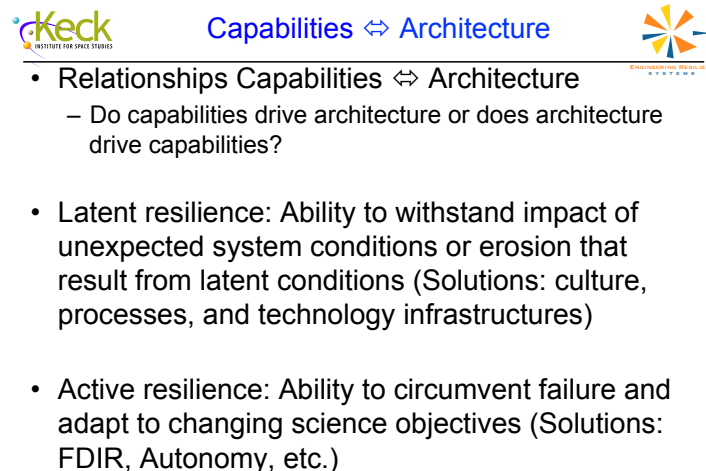 Keck
INSTITUTE FOR SPACE STUDIES
Capabilities ⇔ Architecture
ENGINEERING RESILIE
SYSTEMS
• Relationships Capabilities ⇔ Architecture
– Do capabilities drive architecture or does architecture
drive capabilities?
• Latent resilience: Ability to withstand impact of
unexpected system conditions or erosion that
result from latent conditions (Solutions: culture,
processes, and technology infrastructures)
• Active resilience: Ability to circumvent failure and
adapt to changing science objectives (Solutions:
FDIR, Autonomy, etc.)